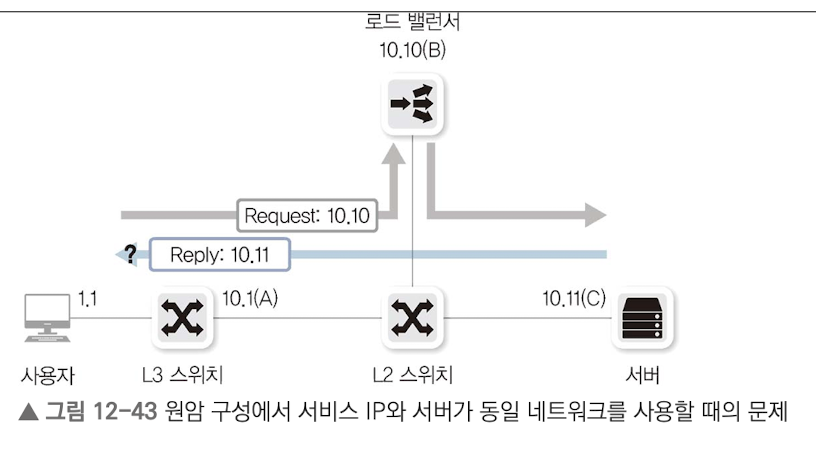 로드 밸런서
10.10(B)
Request: 10.10
? Reply: 10.11
1.1
10.1(A)
10.11(C)
사용자
L3 스위치
L2 스위치
서버
▲ 그림 12-43 원암 구성에서 서비스 IP와 서버가 동일 네트워크를 사용할 때의 문제